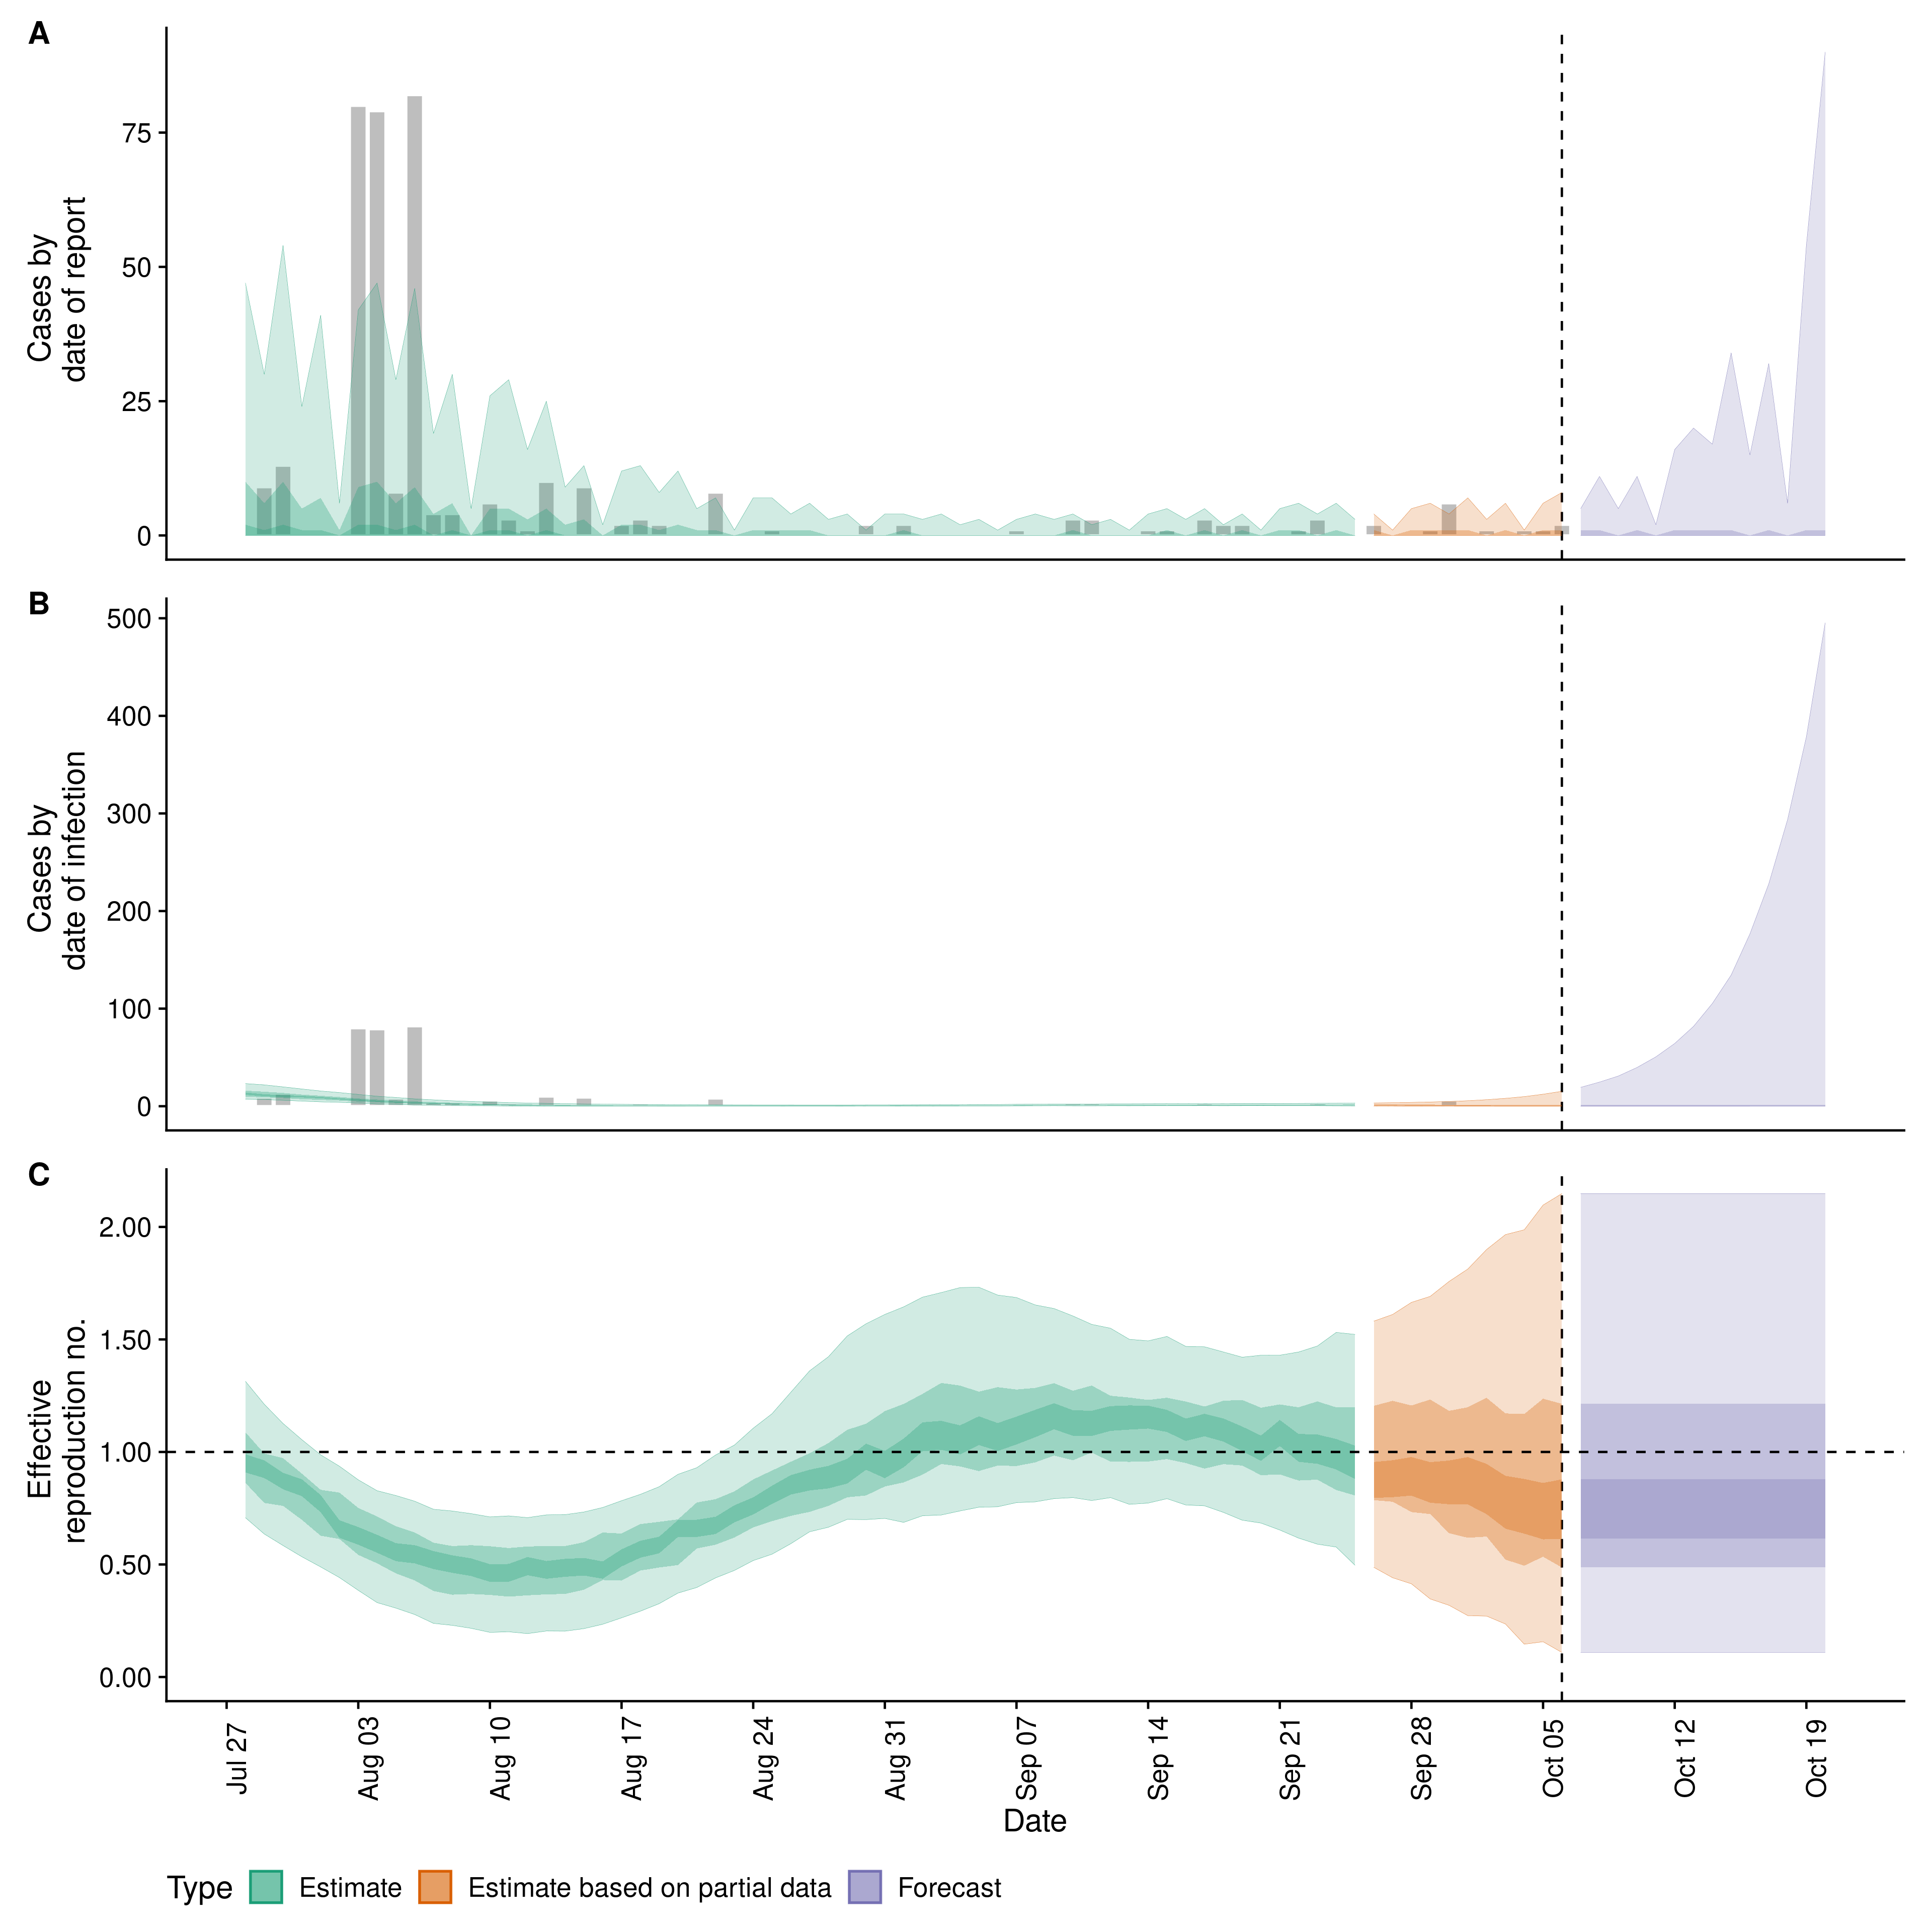 A
Cases by
date of report
75
50
25
0
B
Cases by
date of infection
500
400
300
200
100
0
C
Effective
reproduction no.
2.00
1.50
1.00
0.50
0.00
Jul 27
Aug 03
Aug 10
Aug 17
Aug 24
Aug 31
Sep 07
Sep 14
Sep 21
Sep 28
Oct 05
Oct 12
Oct 19
Date
Type Estimate Estimate based on partial data Forecast